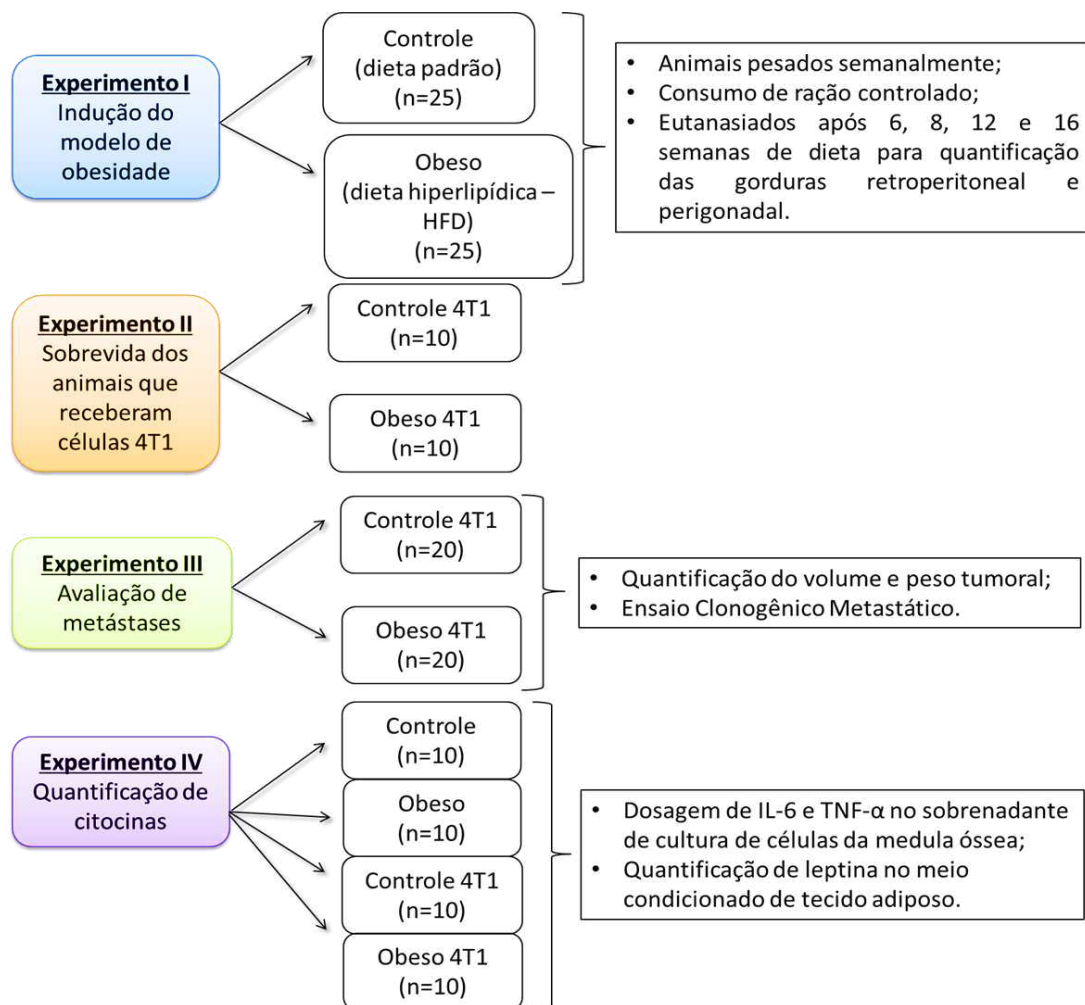 Experimento I
Indução do
modelo de
obesidade
Controle
(dieta padrão)
(n=25)
Obeso
(dieta hiperlipídica –
HFD)
(n=25)
• Animais pesados semanalmente;
• Consumo de ração controlado;
• Eutanasiados após 6, 8, 12 e 16
semanas de dieta para quantificação
das gorduras retroperitoneal e
perigonadal.
Experimento II
Sobrevida dos
animais que
receberam
células 4T1
Controle 4T1
(n=10)
Obeso 4T1
(n=10)
Experimento III
Avaliação de
metástases
Controle 4T1
(n=20)
Obeso 4T1
(n=20)
• Quantificação do volume e peso tumoral;
• Ensaio Clonogênico Metastático.
Experimento IV
Quantificação de
citocinas
Controle
(n=10)
Obeso
(n=10)
Controle 4T1
(n=10)
Obeso 4T1
(n=10)
• Dosagem de IL-6 e TNF-α no sobrenadante
de cultura de células da medula óssea;
• Quantificação de leptina no meio
condicionado de tecido adiposo.